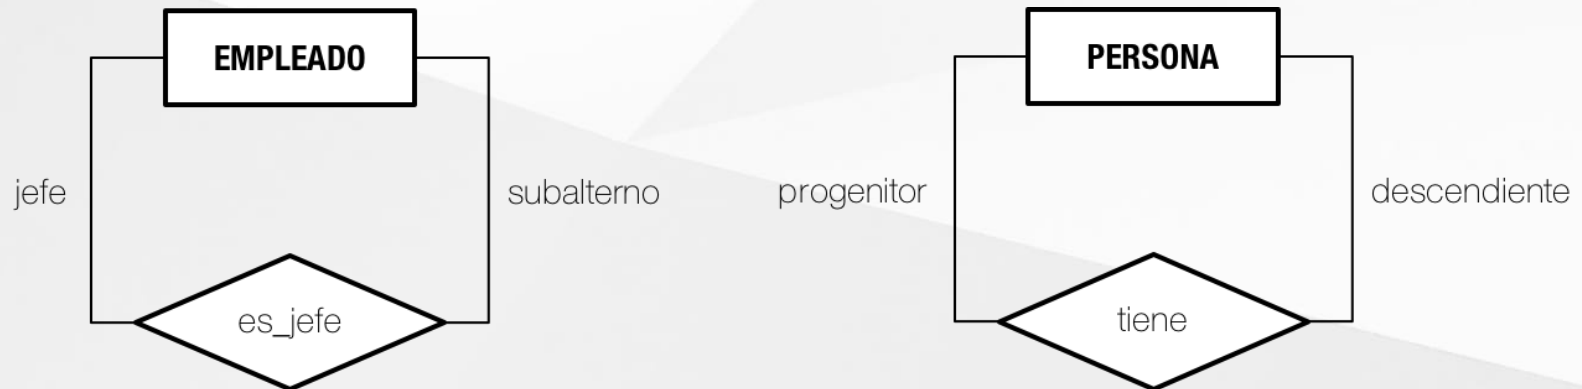 EMPLEADO
jefe
subalterno
es_jefe
PERSONA
progenitor
descendiente
tiene